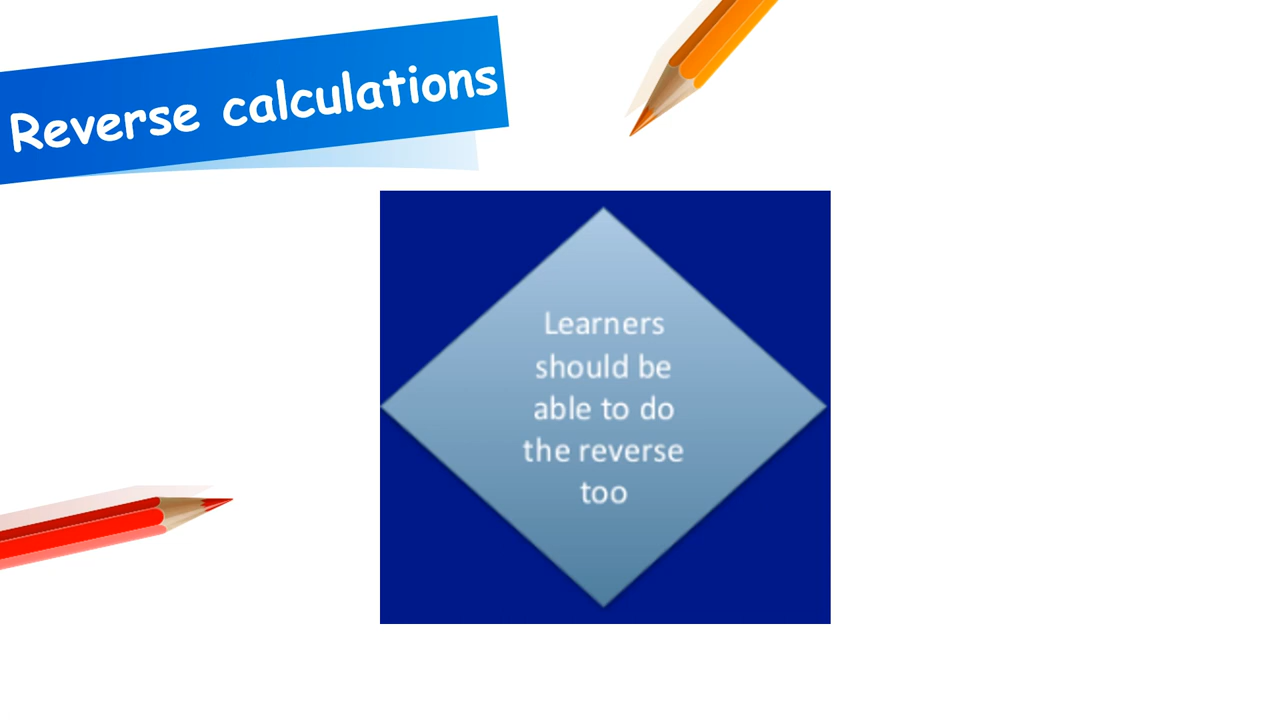 Reverse calculations
Learners
should be
able to do
the reverse
too